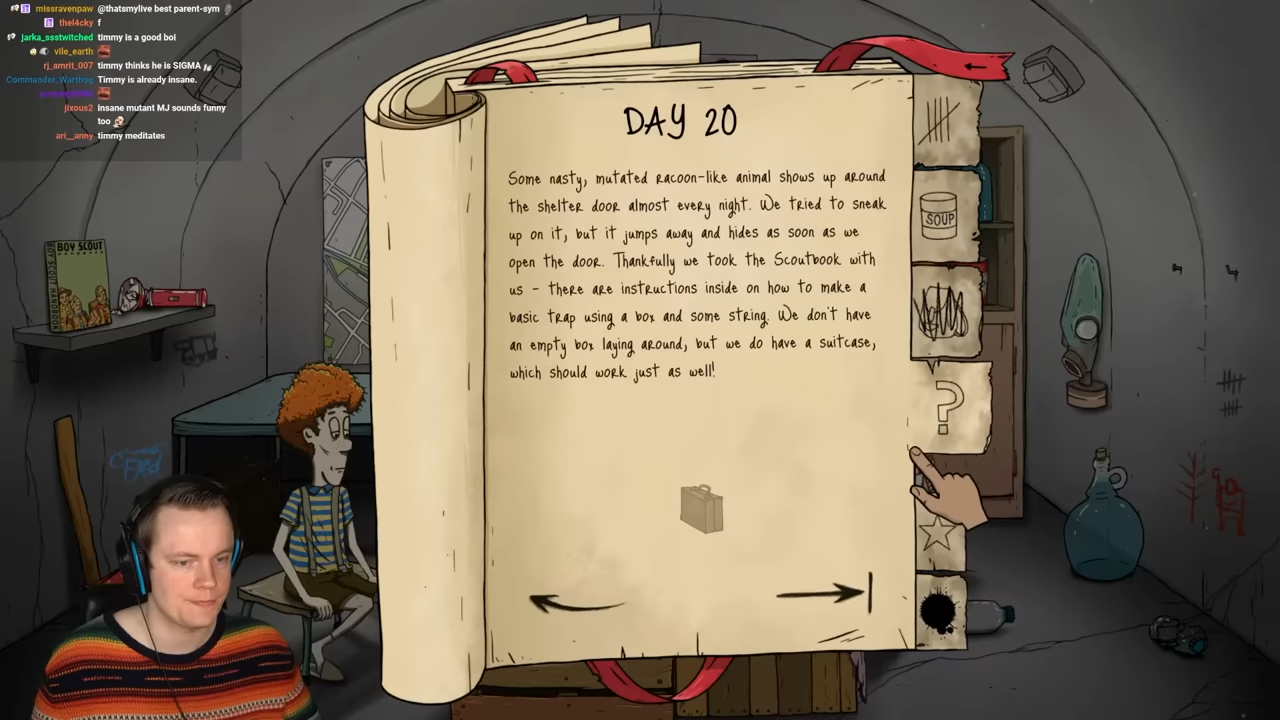 missravenpaw @thatsmylive best parent-sym
thel4cky f
jarka_ssstwitched timmy is a good boi
vile_earth
rj_amrit_007 timmy thinks he is SIGMA
Commander_Warthog Timmy is already insane.
jixous2 Insane mutant MJ sounds funny
too
ari__anny timmy meditates
DAY 20
Some nasty, mutated racoon-like animal shows up around
the shelter door almost every night. We tried to sneak
up on it, but it jumps away and hides as soon as we
open the door. Thankfully we took the Scoutbook with
us - there are instructions inside on how to make a
basic trap using a box and some string. We don't have
an empty box laying around, but we do have a suitcase,
which should work just as well!
SOUP
?
BOY SCOUT
BOY SCOUT HANDBOOK